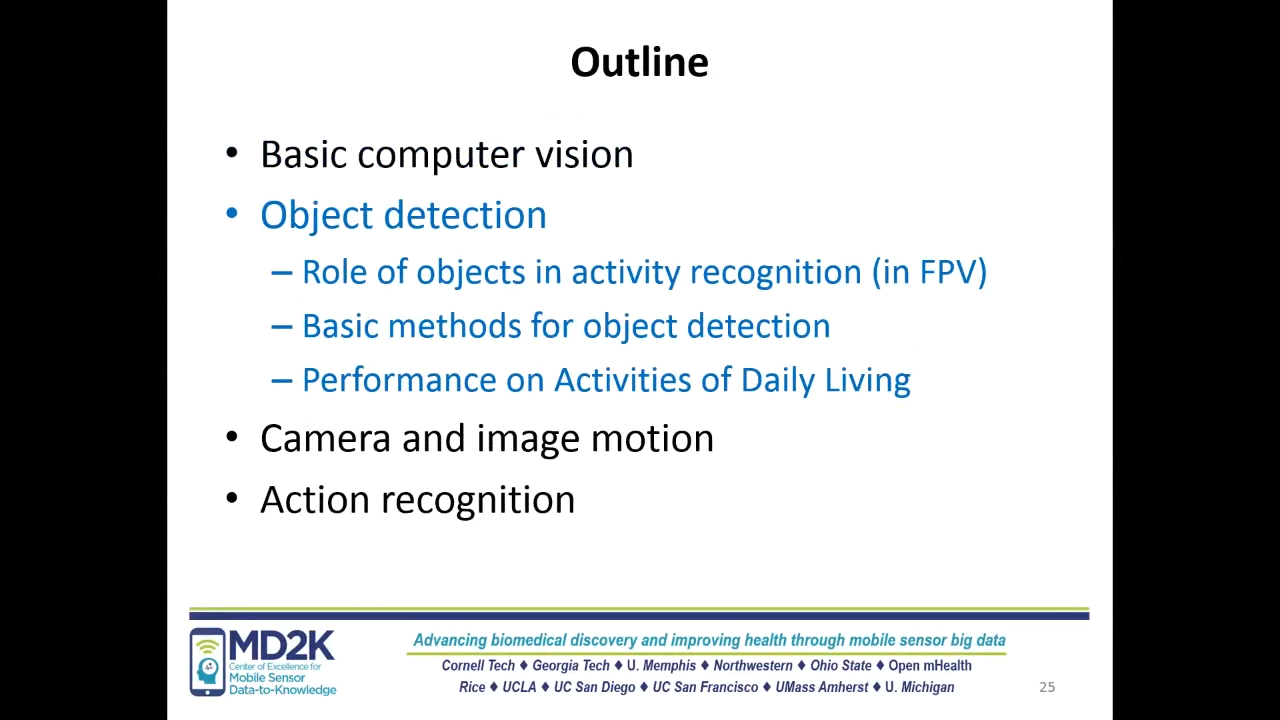 Outline
• Basic computer vision
• Object detection
– Role of objects in activity recognition (in FPV)
– Basic methods for object detection
– Performance on Activities of Daily Living
• Camera and image motion
• Action recognition
MD2K
Center of Excellence for
Mobile Sensor
Data-to-Knowledge
Advancing biomedical discovery and improving health through mobile sensor big data
Cornell Tech ♦ Georgia Tech ♦ U. Memphis ♦ Northwestern ♦ Ohio State ♦ Open mHealth
Rice ♦ UCLA ♦ UC San Diego ♦ UC San Francisco ♦ UMass Amherst ♦ U. Michigan
25